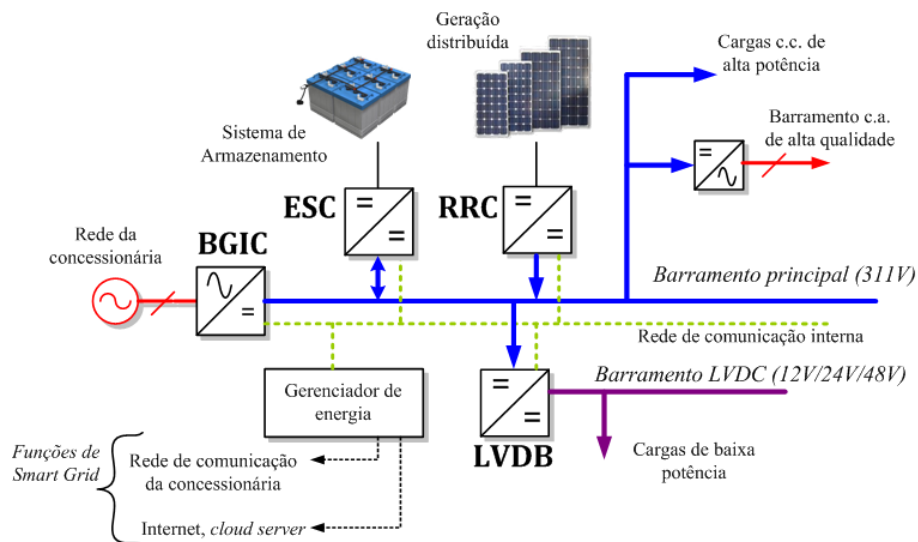 Geração
distribuída
Cargas c.c. de
alta potência
Sistema de
Armazenamento
Barramento c.a.
de alta qualidade
ESC
RRC
Rede da
concessionária
BGIC
Barramento principal (311V)
Rede de comunicação interna
Gerenciador de
energia
Barramento LVDC (12V/24V/48V)
LVDB
Cargas de baixa
potência
Funções de
Smart Grid
Rede de comunicação
da concessionária
Internet, cloud server